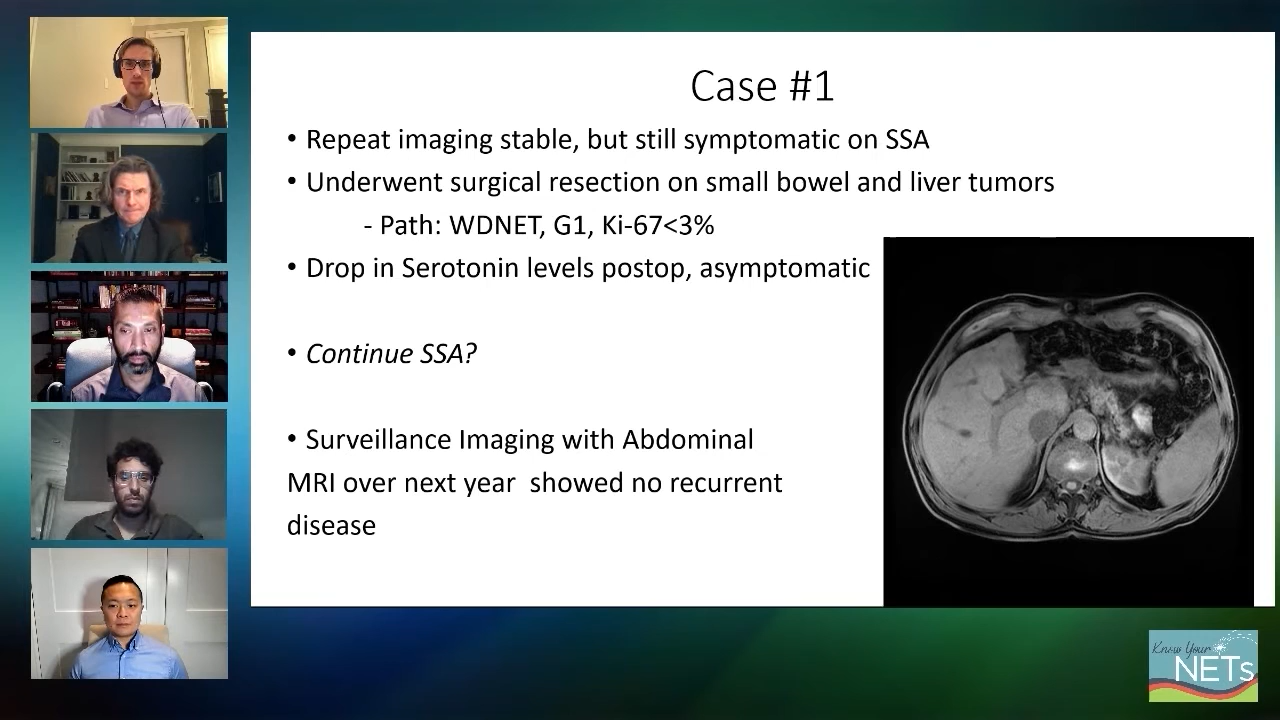 Case #1
• Repeat imaging stable, but still symptomatic on SSA
• Underwent surgical resection on small bowel and liver tumors
- Path: WDNET, G1, Ki-67<3%
• Drop in Serotonin levels postop, asymptomatic
• Continue SSA?
• Surveillance Imaging with Abdominal
MRI over next year  showed no recurrent
disease
Know Your
NETs